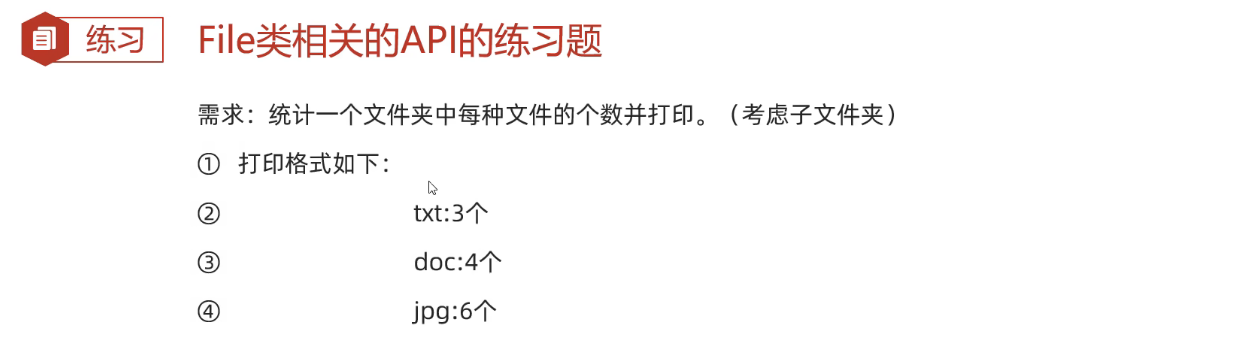 练习
File类相关的API的练习题
需求：统计一个文件夹中每种文件的个数并打印。（考虑子文件夹）
① 打印格式如下：
② txt:3个
③ doc:4个
④ jpg:6个